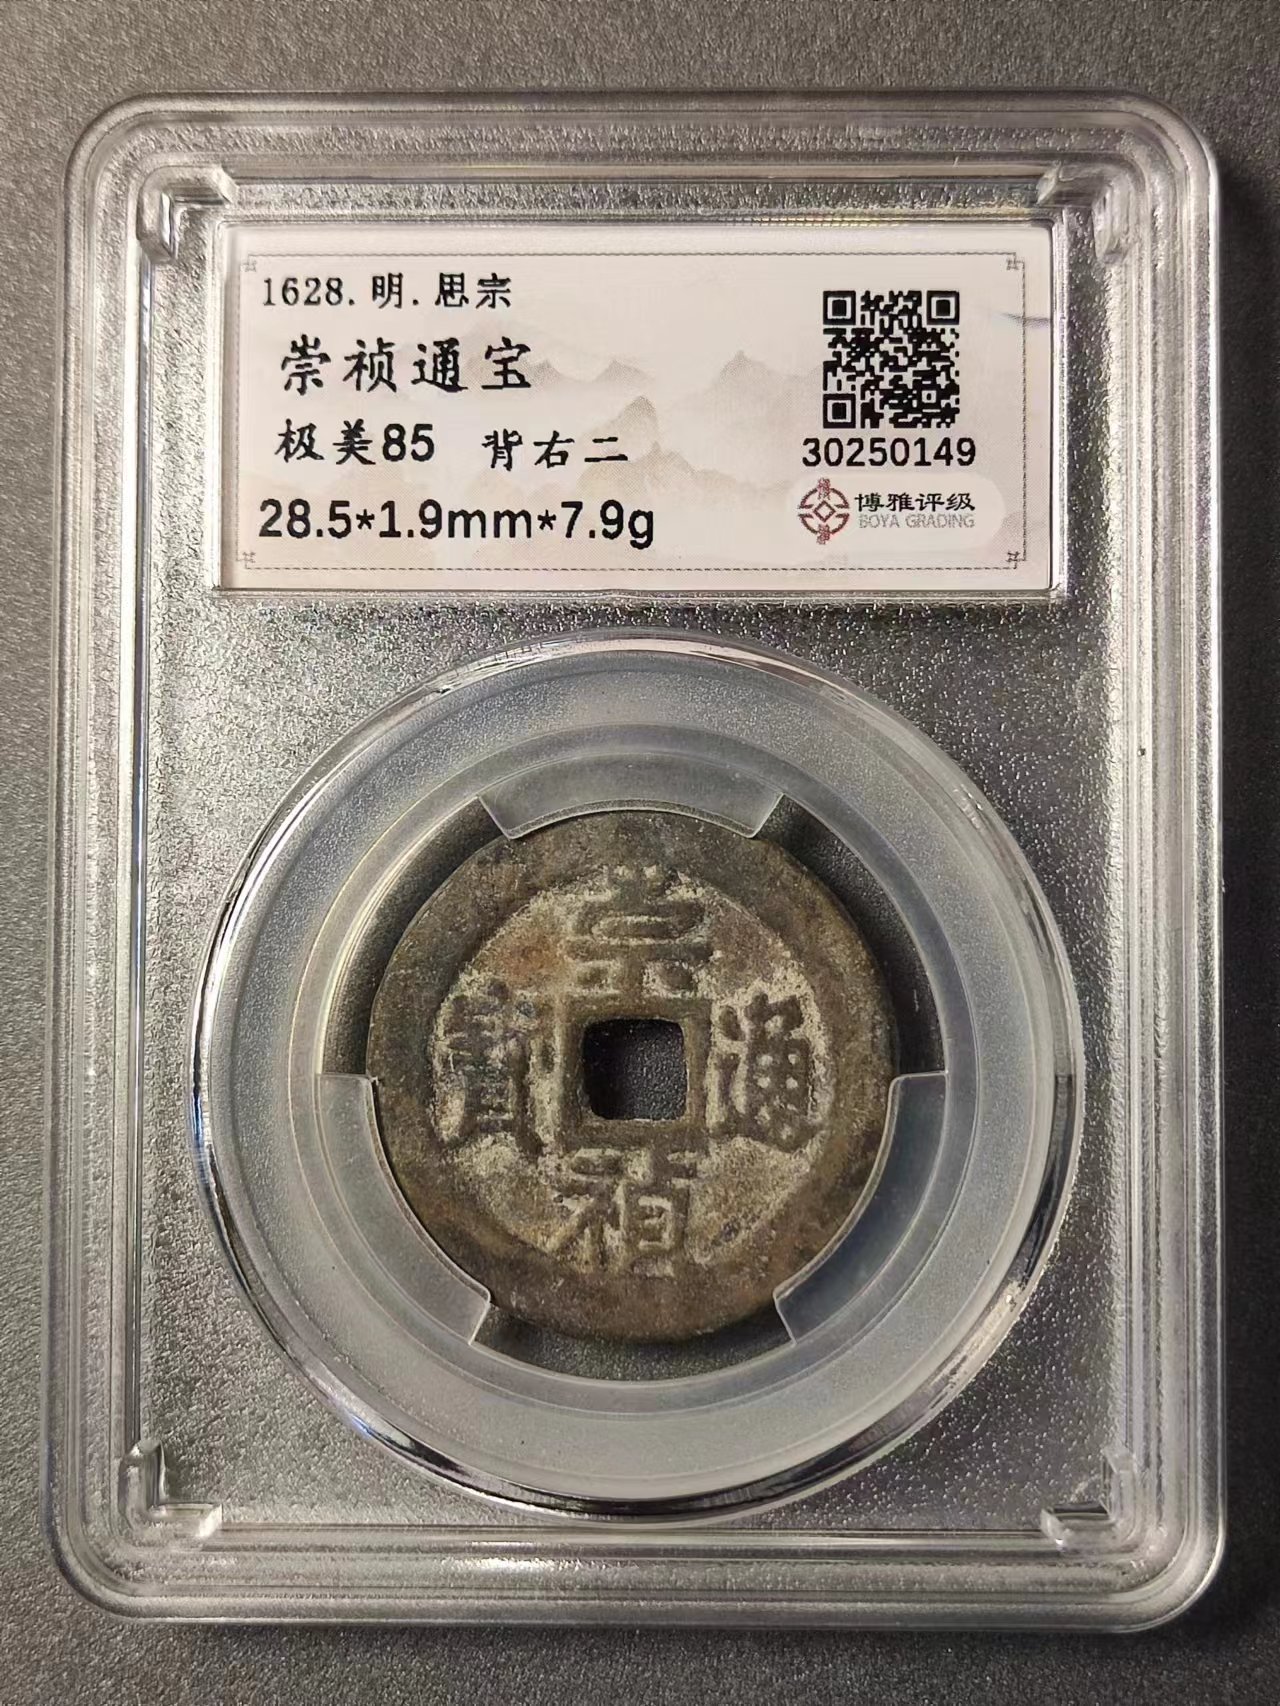 1628.明.思宗
崇祯通宝
极美85 背右二
28.5*1.9mm*7.9g
30250149
博雅评级
BOYA GRADING
崇禎通寳